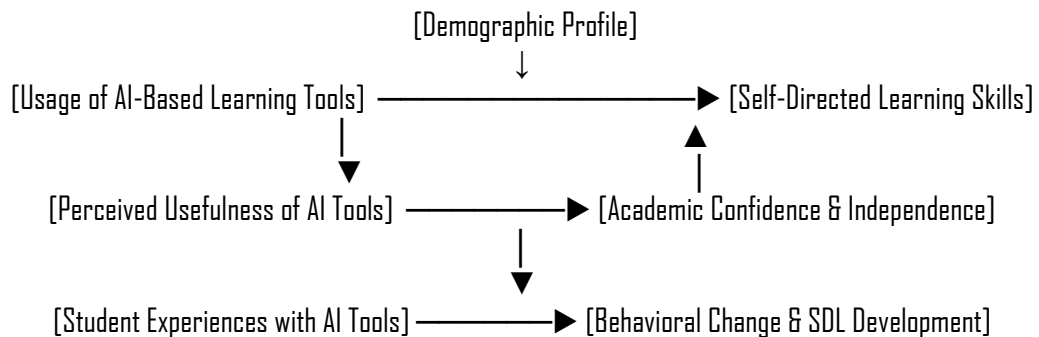 [Demographic Profile]
[Usage of AI-Based Learning Tools] [Self-Directed Learning Skills]
[Perceived Usefulness of AI Tools] [Academic Confidence & Independence]
[Student Experiences with AI Tools] [Behavioral Change & SDL Development]